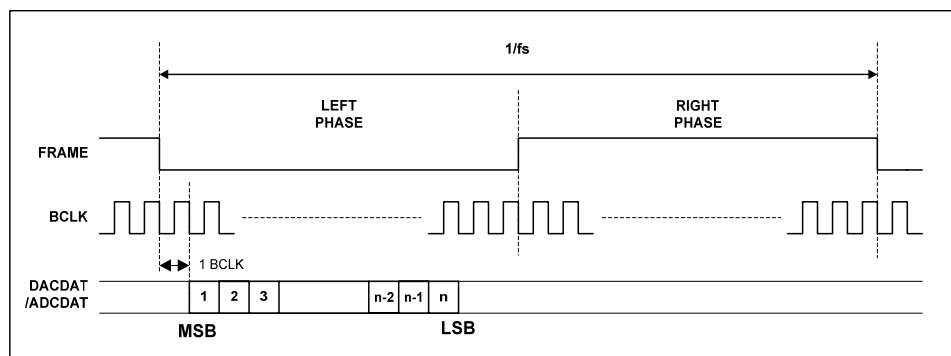 1/fs
LEFT
PHASE
RIGHT
PHASE
FRAME
BCLK
1 BCLK
DACDAT
/ADCDAT
1 2 3 n-2 n-1 n
MSB LSB